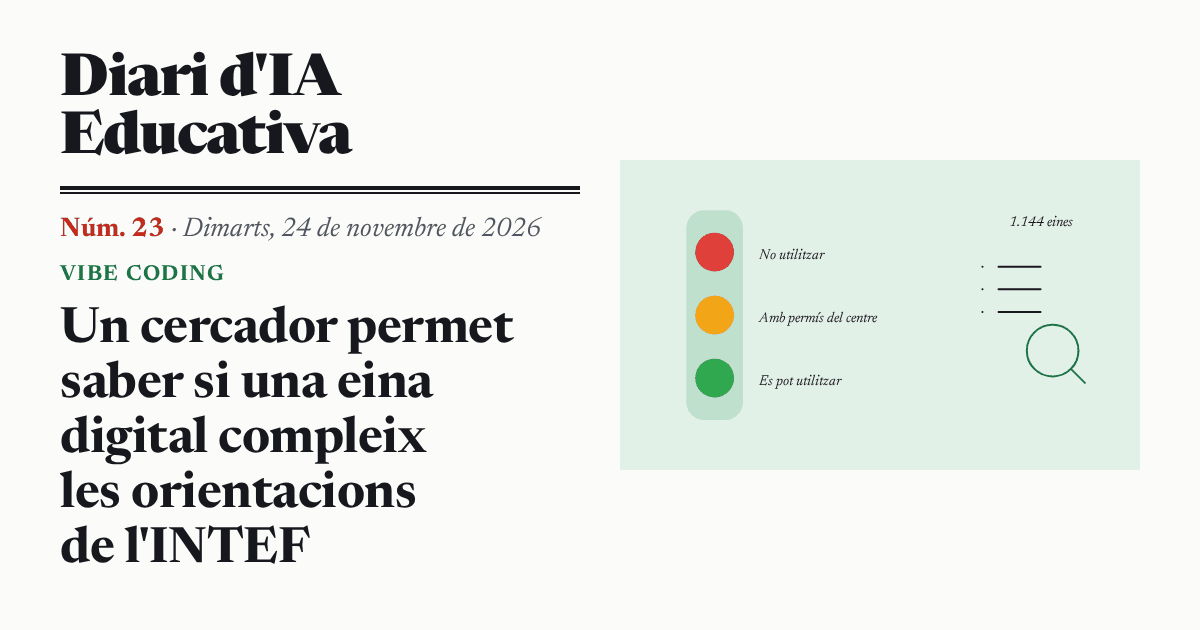 Diari d'IA
Educativa
Núm. 23 · Dimarts, 24 de novembre de 2026
VIBE CODING
Un cercador permet
saber si una eina
digital compleix
les orientacions
de l'INTEF
1.144 eines
No utilitzar
Amb permís del centre
Es pot utilitzar